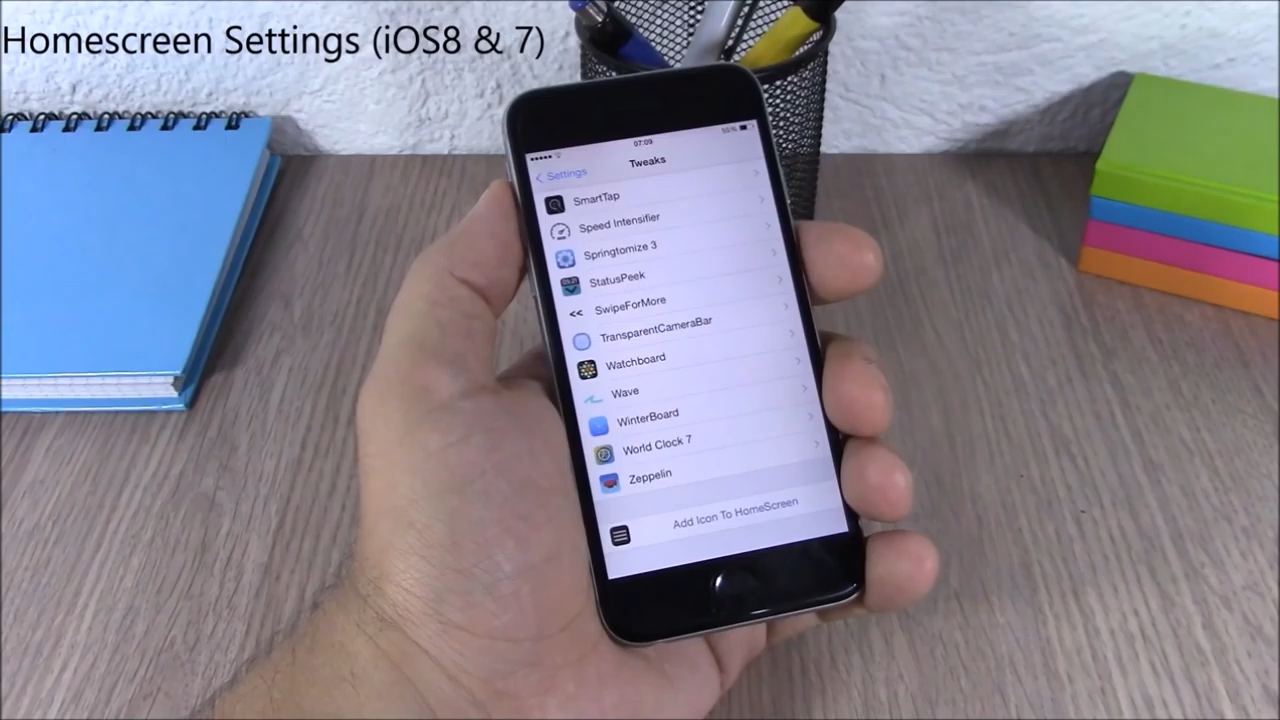 Homescreen Settings (iOS8 & 7)
07:09
55%
Settings
Tweaks
SmartTap
Speed Intensifier
Springtomize 3
StatusPeek
SwipeForMore
TransparentCameraBar
Watchboard
Wave
WinterBoard
World Clock 7
Zeppelin
Add Icon To HomeScreen